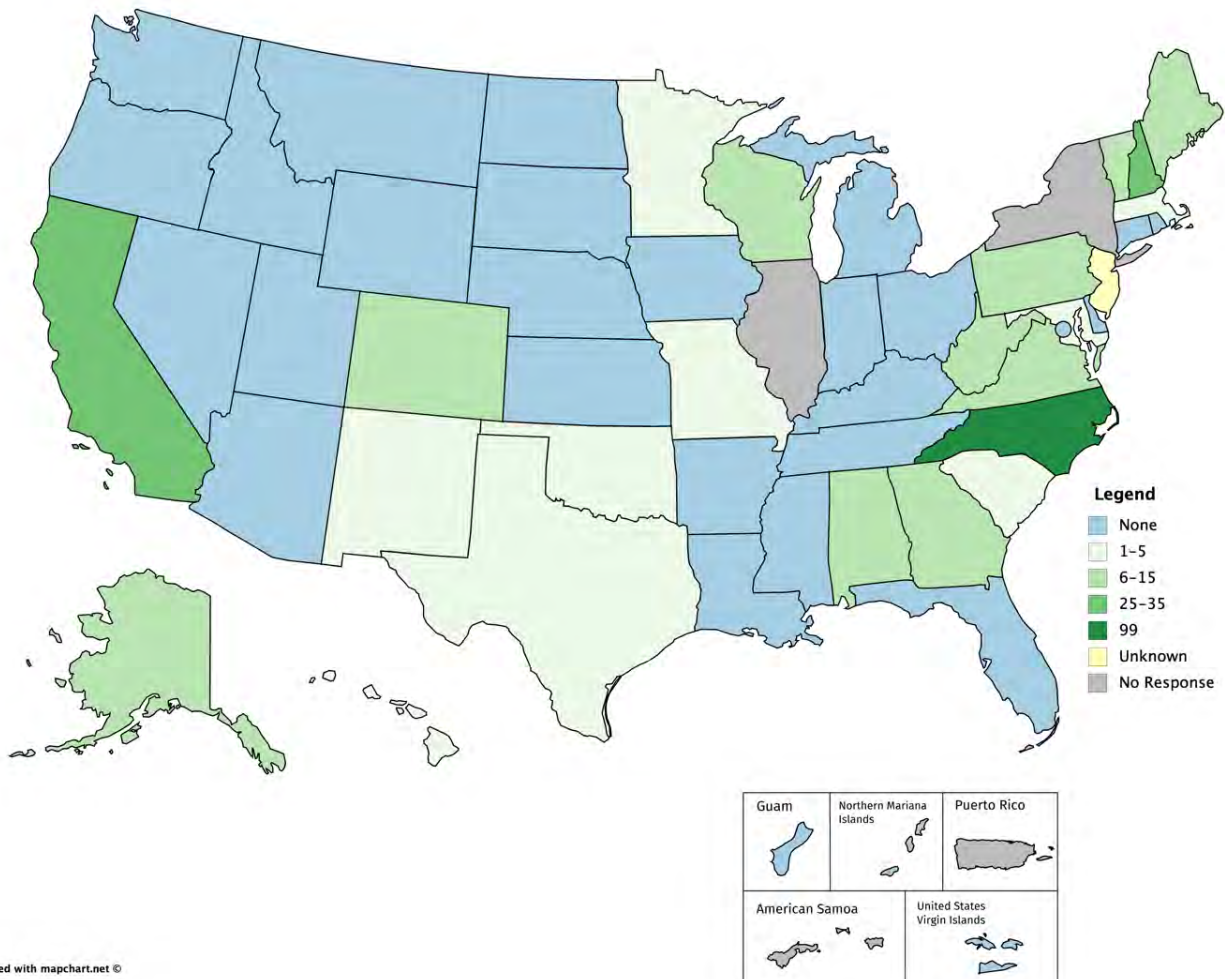 Legend
None
1-5
6-15
25-35
99
Unknown
No Response
Guam
Northern Mariana
Islands
Puerto Rico
American Samoa
United States
Virgin Islands
ed with mapchart.net ©